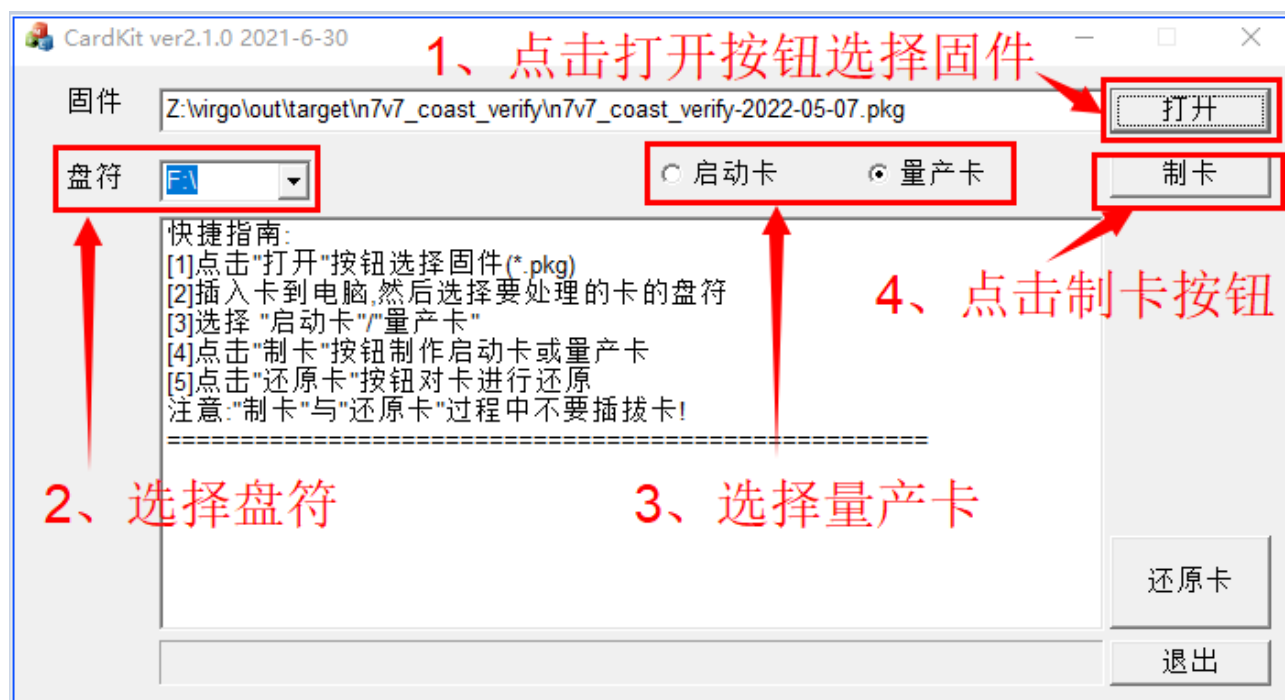 CardKit ver2.1.0 2021-6-30
1、点击打开按钮选择固件
固件
Z:\virgo\out\target\n7v7_coast_verify\n7v7_coast_verify-2022-05-07.pkg
打开
盘符
F:\
启动卡
量产卡
制卡
快捷指南:
[1]点击"打开"按钮选择固件(*.pkg)
[2]插入卡到电脑,然后选择要处理的卡的盘符
[3]选择 "启动卡"/"量产卡"
[4]点击"制卡"按钮制作启动卡或量产卡
[5]点击"还原卡"按钮对卡进行还原
注意:"制卡"与"还原卡"过程中不要插拔卡!
====================================================
4、点击制卡按钮
2、选择盘符
3、选择量产卡
还原卡
退出